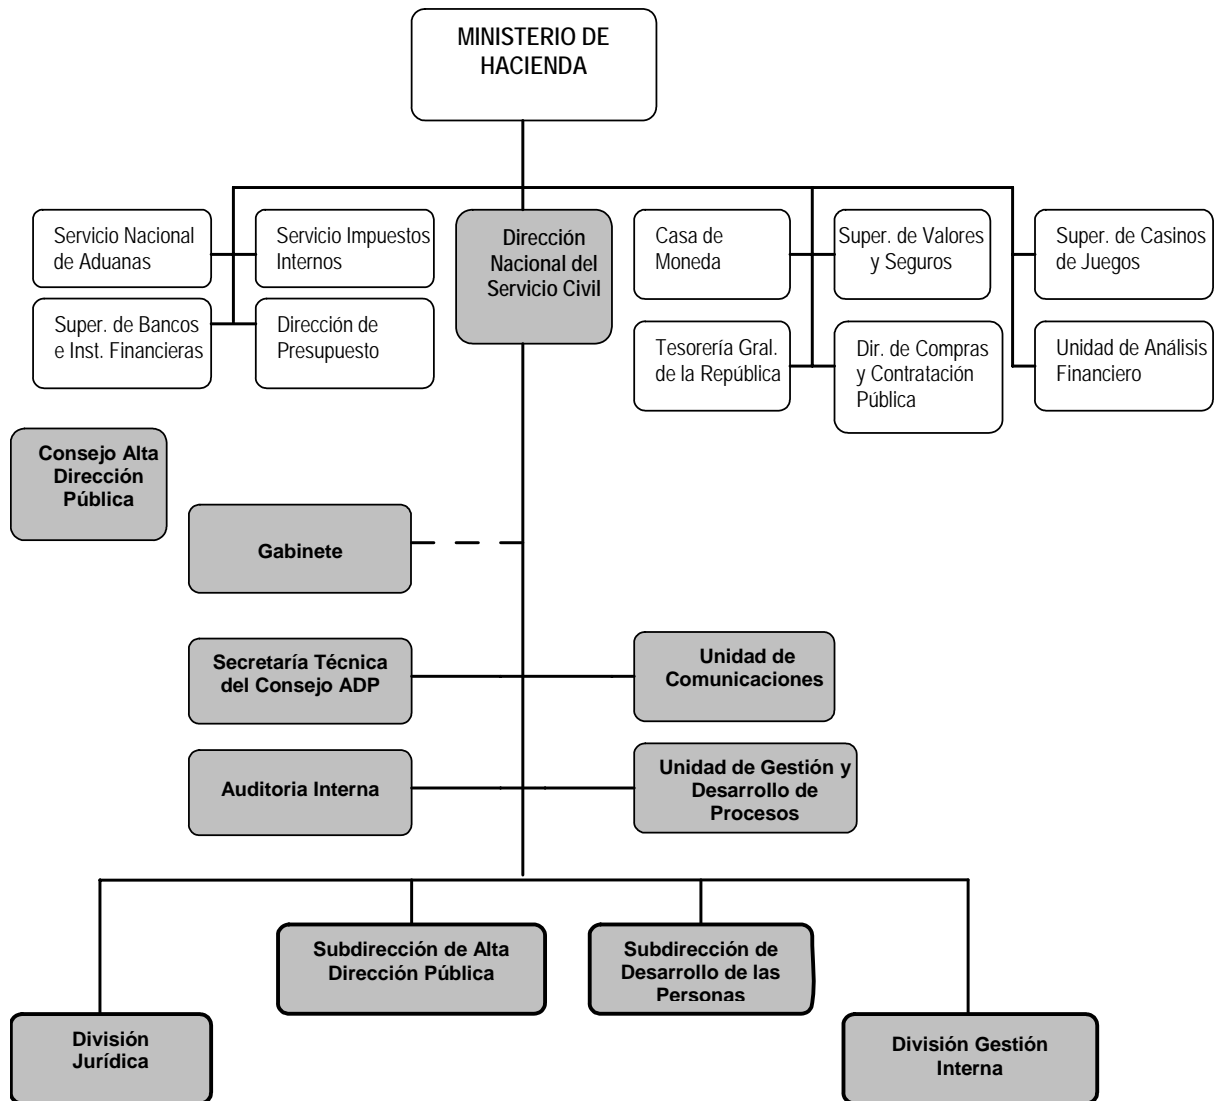 MINISTERIO DE
HACIENDA
Servicio Nacional
de Aduanas
Servicio Impuestos
Internos
Dirección
Nacional del
Servicio Civil
Casa de
Moneda
Super. de Valores
y Seguros
Super. de Casinos
de Juegos
Super. de Bancos
e Inst. Financieras
Dirección de
Presupuesto
Tesorería Gral.
de la República
Dir. de Compras
y Contratación
Pública
Unidad de Análisis
Financiero
Consejo Alta
Dirección
Pública
Gabinete
Secretaría Técnica
del Consejo ADP
Unidad de
Comunicaciones
Auditoria Interna
Unidad de Gestión y
Desarrollo de
Procesos
Subdirección de Alta
Dirección Pública
Subdirección de
Desarrollo de las
Personas
División
Jurídica
División Gestión
Interna